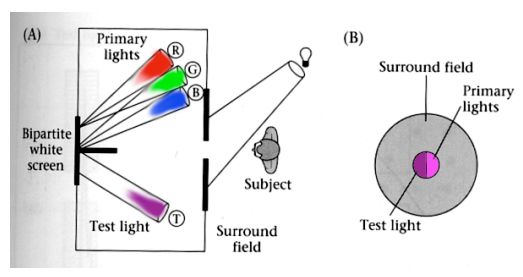 (A)
Primary
lights
R
G
B
Bipartite
white
screen
Subject
Test light
T
Surround
field
(B)
Surround field
Primary
lights
Test light